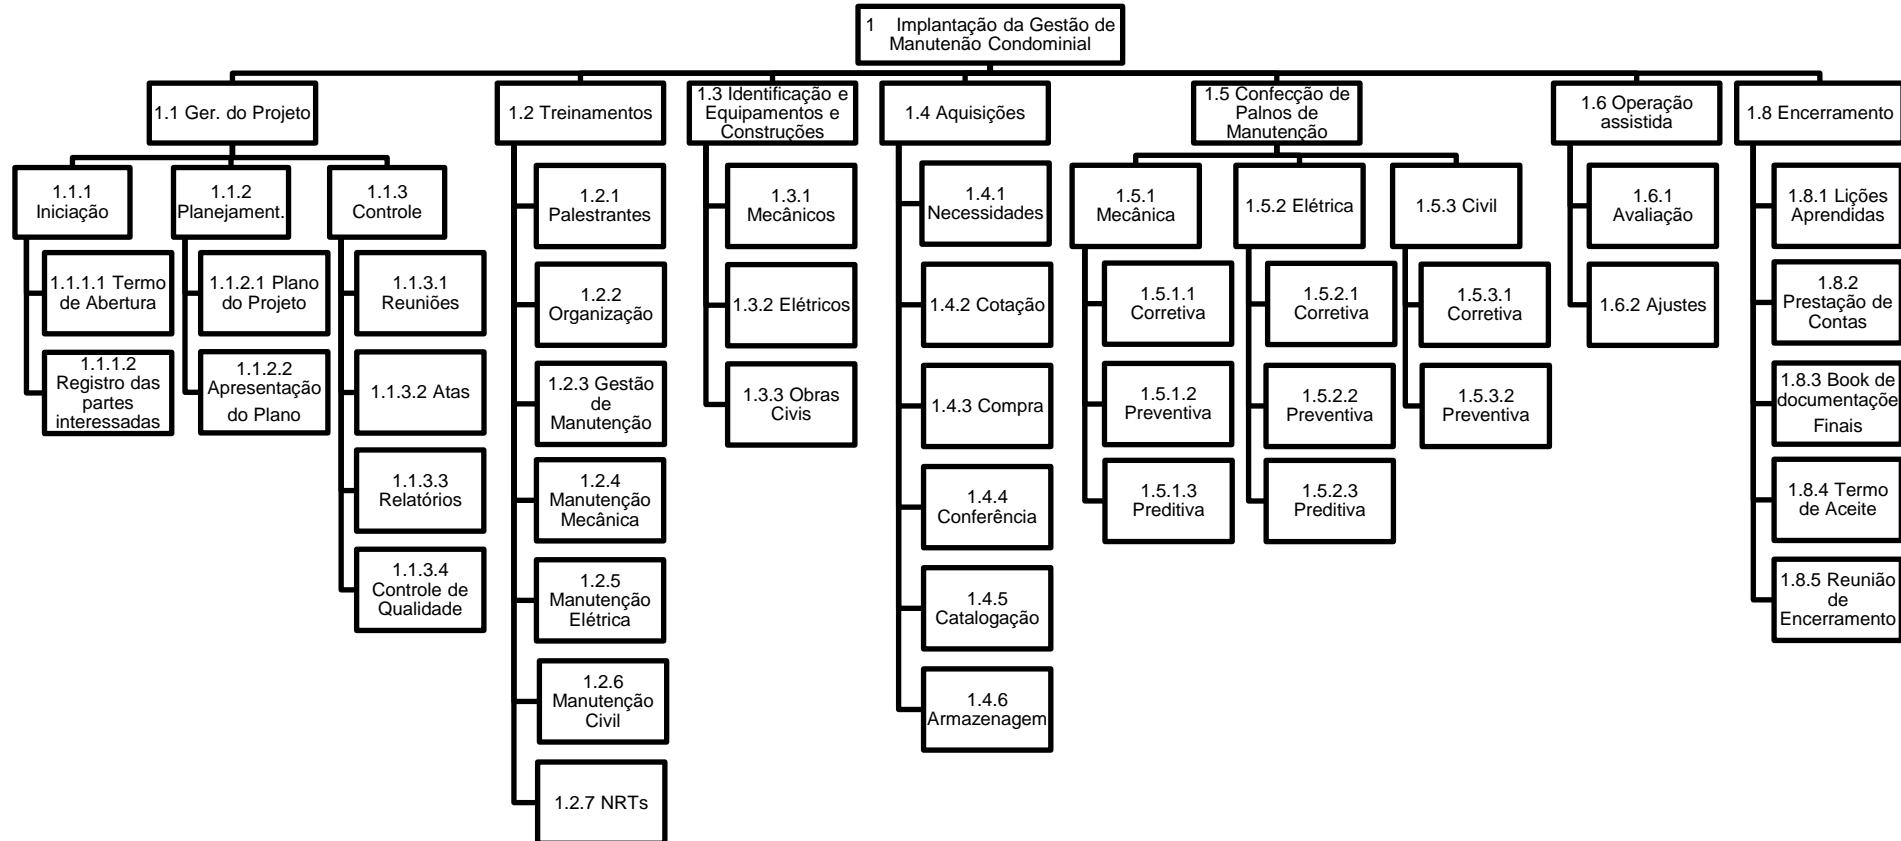 1 Implantação da Gestão de
Manutenão Condominial
1.1 Ger. do Projeto
1.1.1
Iniciação
1.1.1.1 Termo
de Abertura
1.1.1.2
Registro das
partes
interessadas
1.1.2
Planejament.
1.1.2.1 Plano
do Projeto
1.1.2.2
Apresentação
do Plano
1.1.3
Controle
1.1.3.1
Reuniões
1.1.3.2 Atas
1.1.3.3
Relatórios
1.1.3.4
Controle de
Qualidade
1.2 Treinamentos
1.2.1
Palestrantes
1.2.2
Organização
1.2.3 Gestão
de
Manutenção
1.2.4
Manutenção
Mecânica
1.2.5
Manutenção
Elétrica
1.2.6
Manutenção
Civil
1.2.7 NRTs
1.3 Identificação e
Equipamentos e
Construções
1.3.1
Mecânicos
1.3.2 Elétricos
1.3.3 Obras
Civis
1.4 Aquisições
1.4.1
Necessidades
1.4.2 Cotação
1.4.3 Compra
1.4.4
Conferência
1.4.5
Catalogação
1.4.6
Armazenagem
1.5 Confecção de
Palnos de
Manutenção
1.5.1
Mecânica
1.5.1.1
Corretiva
1.5.1.2
Preventiva
1.5.1.3
Preditiva
1.5.2 Elétrica
1.5.2.1
Corretiva
1.5.2.2
Preventiva
1.5.2.3
Preditiva
1.5.3 Civil
1.5.3.1
Corretiva
1.5.3.2
Preventiva
1.6 Operação
assistida
1.6.1
Avaliação
1.6.2 Ajustes
1.8 Encerramento
1.8.1 Lições
Aprendidas
1.8.2
Prestação de
Contas
1.8.3 Book de
documentaçõe
Finais
1.8.4 Termo
de Aceite
1.8.5 Reunião
de
Encerramento